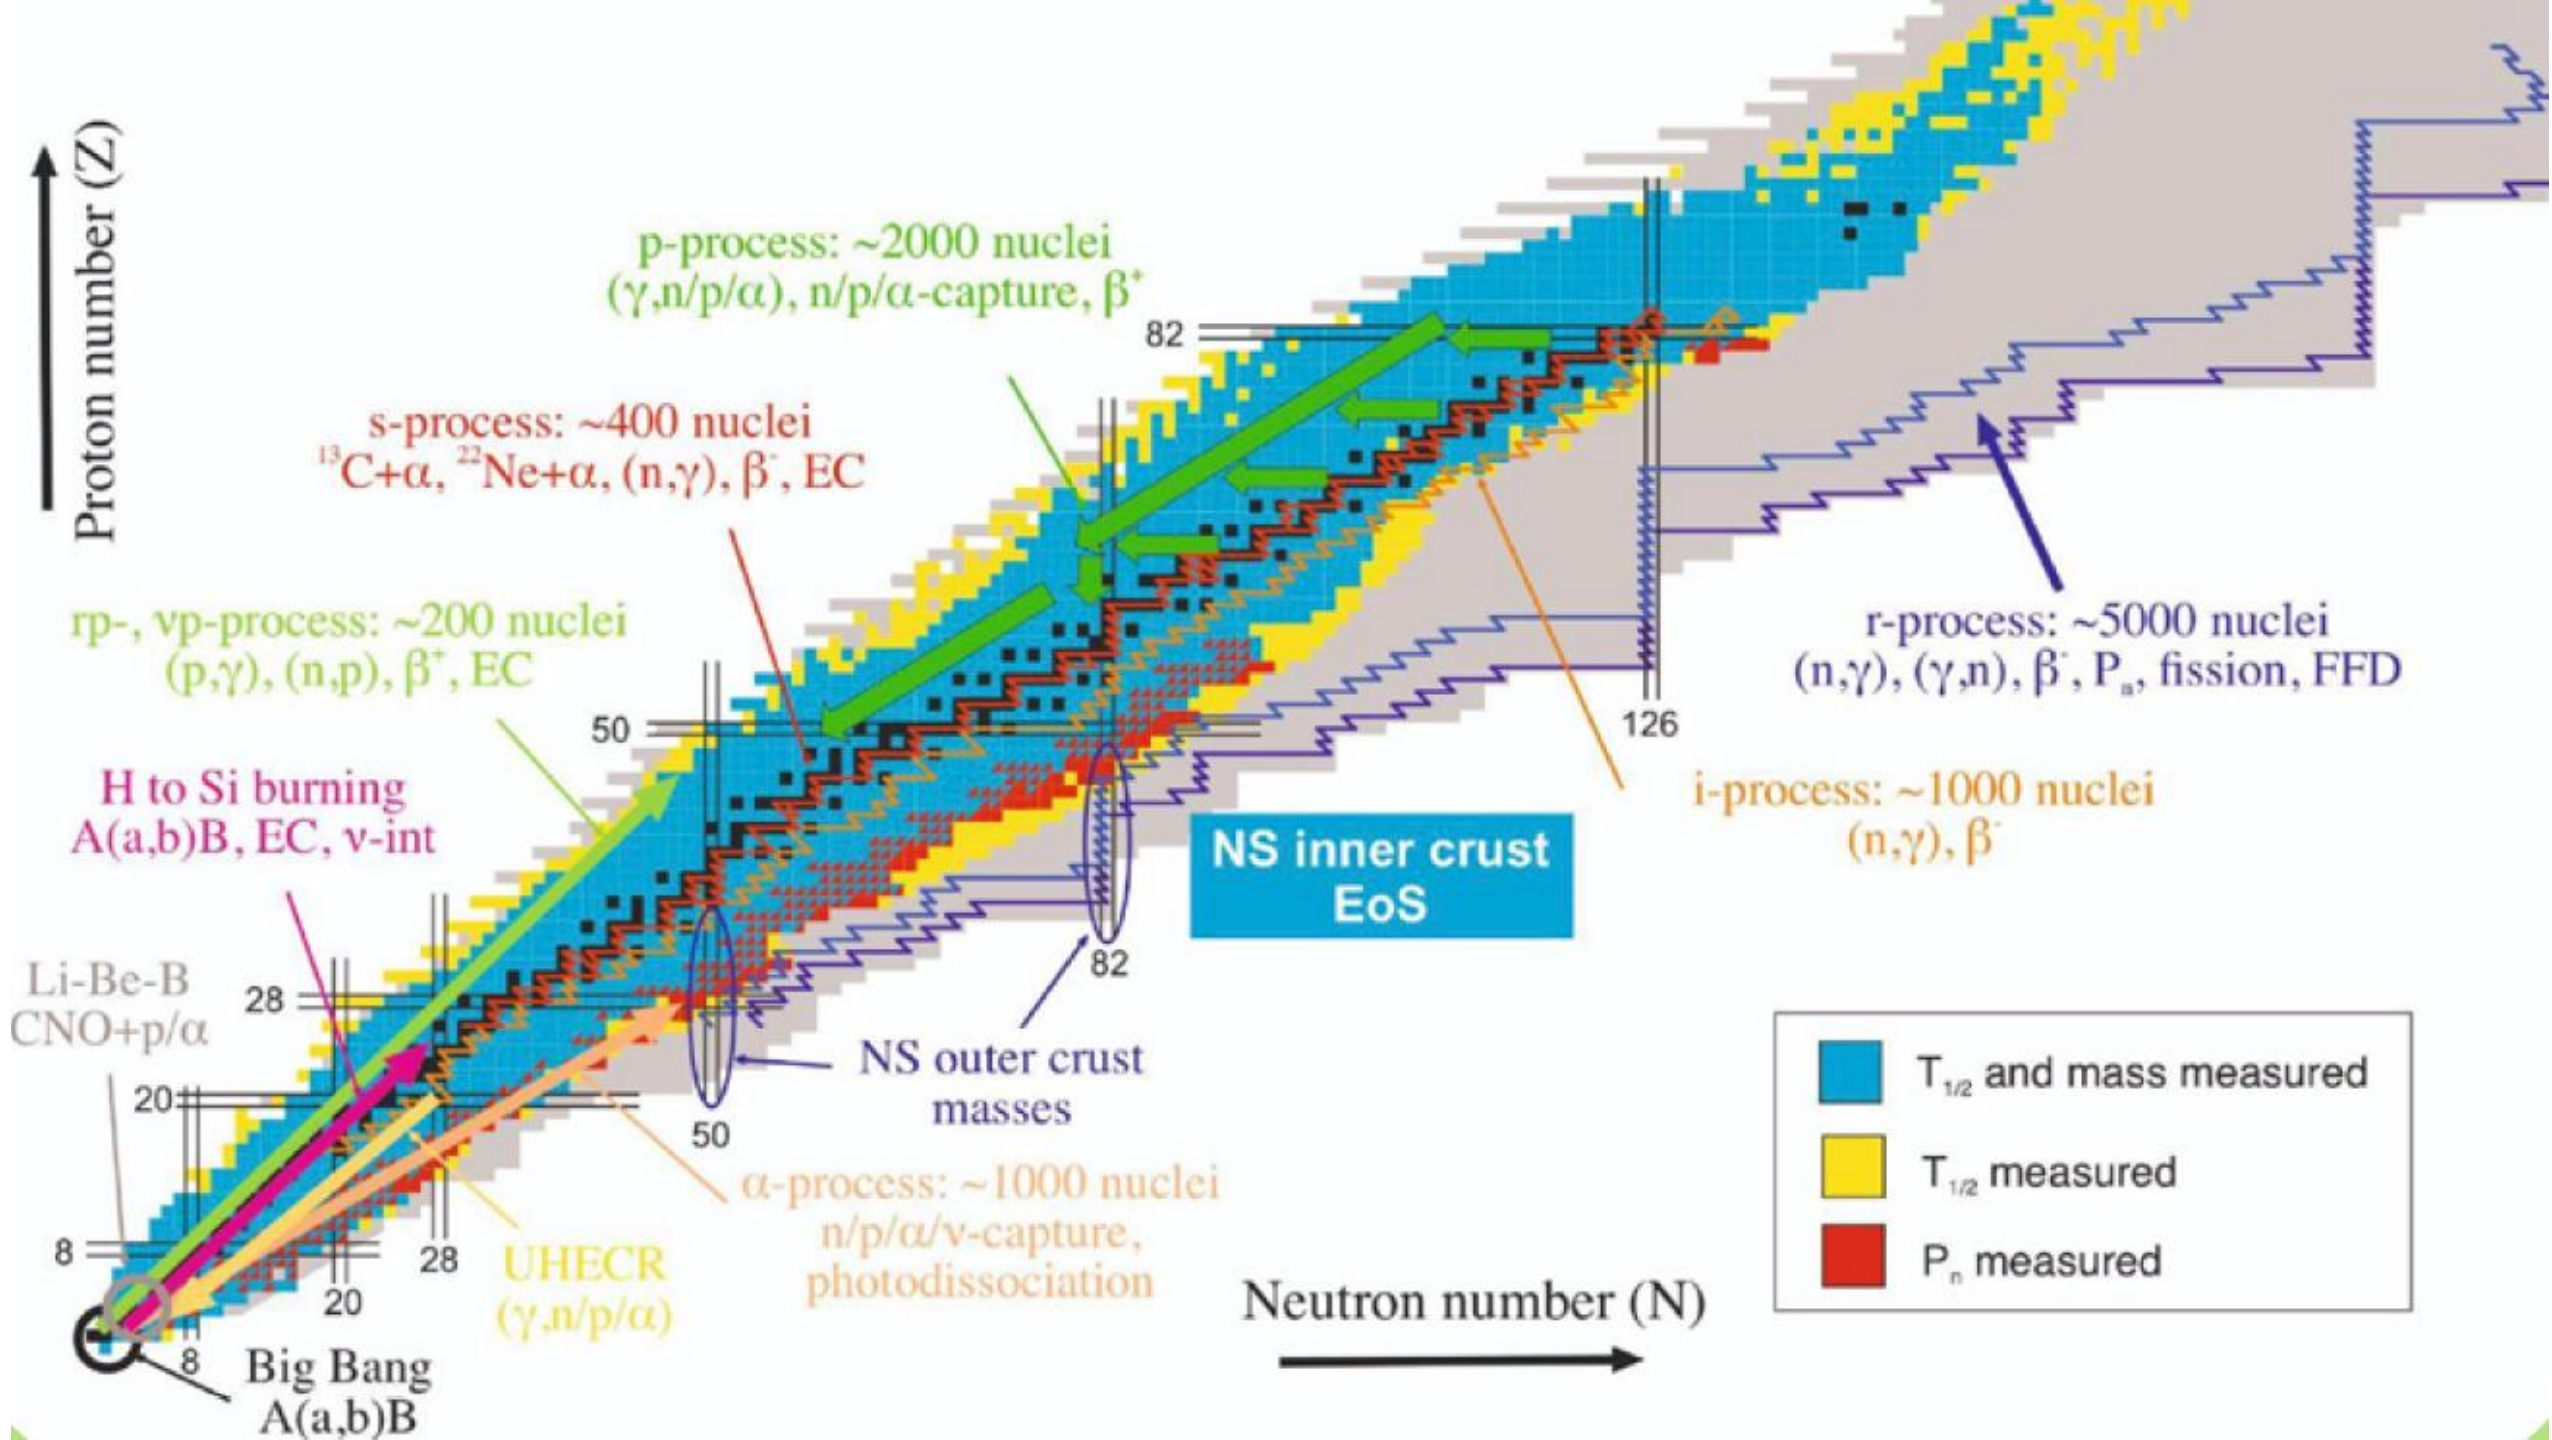 Proton number (Z)
p-process: ~2000 nuclei
(γ,n/p/α), n/p/α-capture, β⁺
82
s-process: ~400 nuclei
¹³C+α, ²²Ne+α, (n,γ), β⁻, EC
rp-, νp-process: ~200 nuclei
(p,γ), (n,p), β⁺, EC
r-process: ~5000 nuclei
(n,γ), (γ,n), β⁻, Pₙ, fission, FFD
50
126
H to Si burning
A(a,b)B, EC, ν-int
i-process: ~1000 nuclei
(n,γ), β⁻
NS inner crust
EoS
82
Li-Be-B
CNO+p/α
28
NS outer crust
masses
20
50
T₁/₂ and mass measured
T₁/₂ measured
Pₙ measured
α-process: ~1000 nuclei
n/p/α/ν-capture,
photodissociation
8
28
20
8
UHECR
(γ,n/p/α)
Neutron number (N)
Big Bang
A(a,b)B